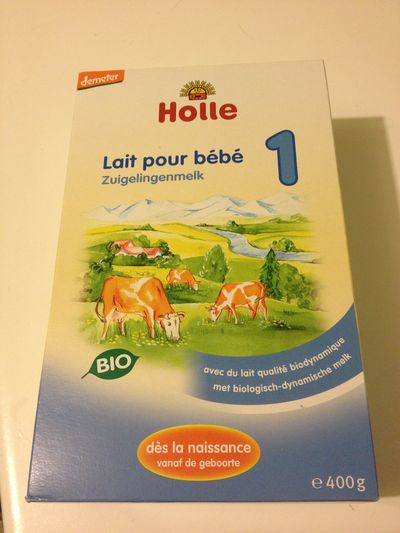 demeter
Holle
Lait pour bébé
Zuigelingenmelk
1
BIO
avec du lait qualité biodynamique
met biologisch-dynamische melk
dès la naissance
vanaf de geboorte
e 400g